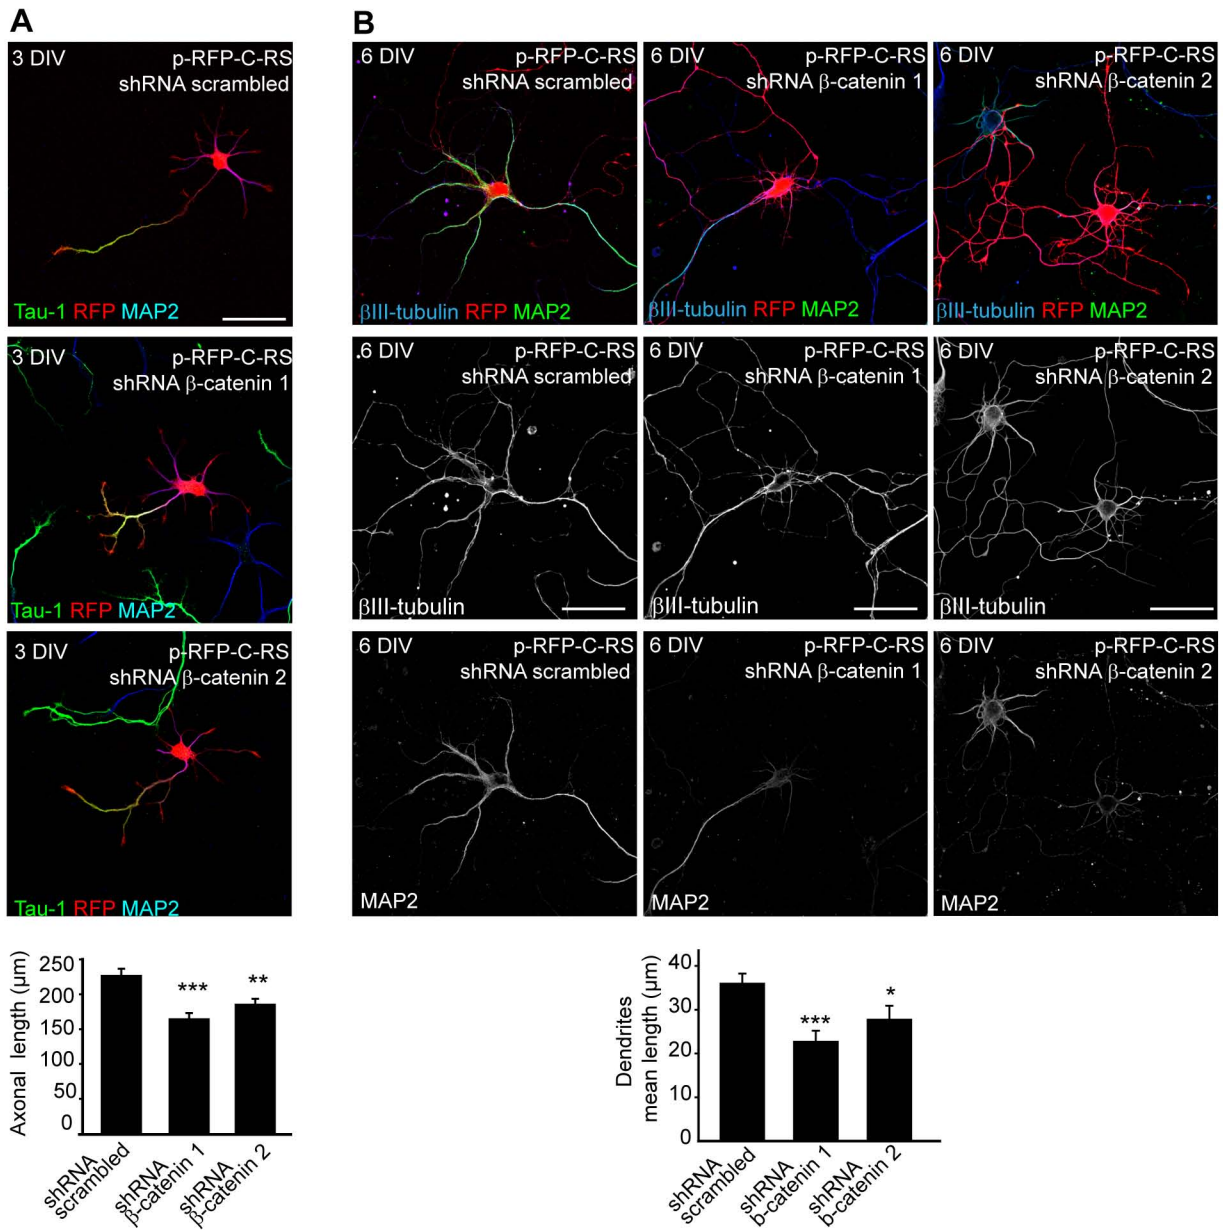 A
B
3 DIV
p-RFP-C-RS
shRNA scrambled
Tau-1 RFP MAP2
3 DIV
p-RFP-C-RS
shRNA β-catenin 1
Tau-1 RFP MAP2
3 DIV
p-RFP-C-RS
shRNA β-catenin 2
Tau-1 RFP MAP2
6 DIV
p-RFP-C-RS
shRNA scrambled
βIII-tubulin RFP MAP2
6 DIV
p-RFP-C-RS
shRNA β-catenin 1
βIII-tubulin RFP MAP2
6 DIV
p-RFP-C-RS
shRNA β-catenin 2
βIII-tubulin RFP MAP2
6 DIV
p-RFP-C-RS
shRNA scrambled
βIII-tubulin
6 DIV
p-RFP-C-RS
shRNA β-catenin 1
βIII-tubulin
6 DIV
p-RFP-C-RS
shRNA β-catenin 2
βIII-tubulin
6 DIV
p-RFP-C-RS
shRNA scrambled
MAP2
6 DIV
p-RFP-C-RS
shRNA β-catenin 1
MAP2
6 DIV
p-RFP-C-RS
shRNA β-catenin 2
MAP2
Axonal length (μm)
250
200
150
100
50
0
***
**
shRNA
scrambled
shRNA
β-catenin 1
shRNA
β-catenin 2
Dendrites
mean length (μm)
40
30
20
10
0
***
*
shRNA
scrambled
shRNA
b-catenin 1
shRNA
b-catenin 2